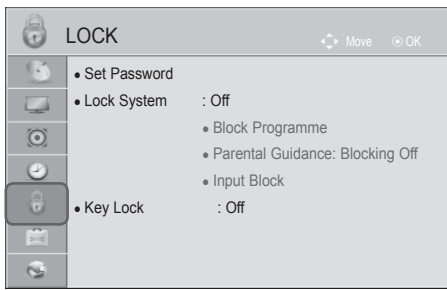 LOCK
Move OK
• Set Password
• Lock System : Off
• Block Programme
• Parental Guidance: Blocking Off
• Input Block
• Key Lock : Off